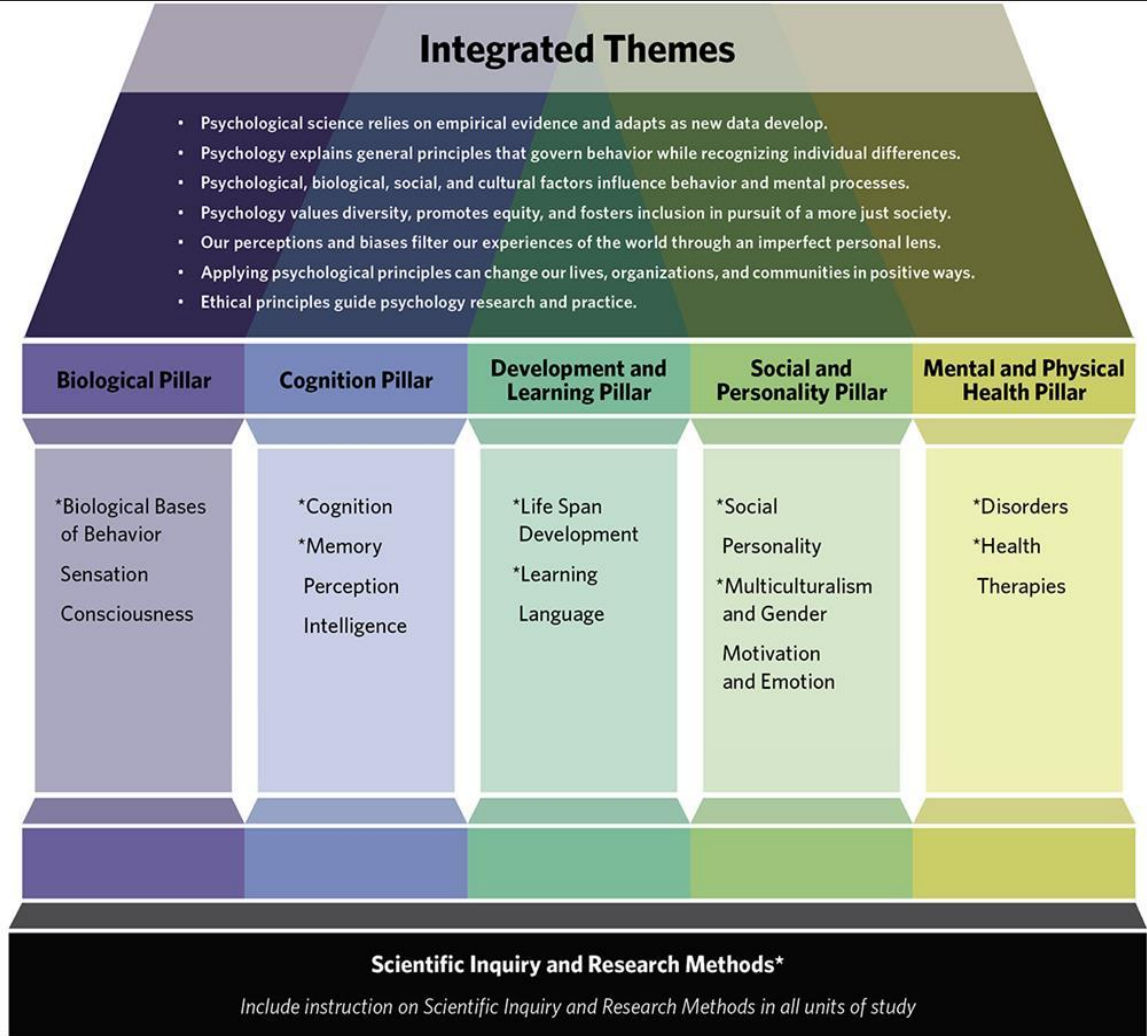 Integrated Themes
• Psychological science relies on empirical evidence and adapts as new data develop.
• Psychology explains general principles that govern behavior while recognizing individual differences.
• Psychological, biological, social, and cultural factors influence behavior and mental processes.
• Psychology values diversity, promotes equity, and fosters inclusion in pursuit of a more just society.
• Our perceptions and biases filter our experiences of the world through an imperfect personal lens.
• Applying psychological principles can change our lives, organizations, and communities in positive ways.
• Ethical principles guide psychology research and practice.
Biological Pillar
*Biological Bases
of Behavior
Sensation
Consciousness
Cognition Pillar
*Cognition
*Memory
Perception
Intelligence
Development and
Learning Pillar
*Life Span
Development
*Learning
Language
Social and
Personality Pillar
*Social
Personality
*Multiculturalism
and Gender
Motivation
and Emotion
Mental and Physical
Health Pillar
*Disorders
*Health
Therapies
Scientific Inquiry and Research Methods*
Include instruction on Scientific Inquiry and Research Methods in all units of study